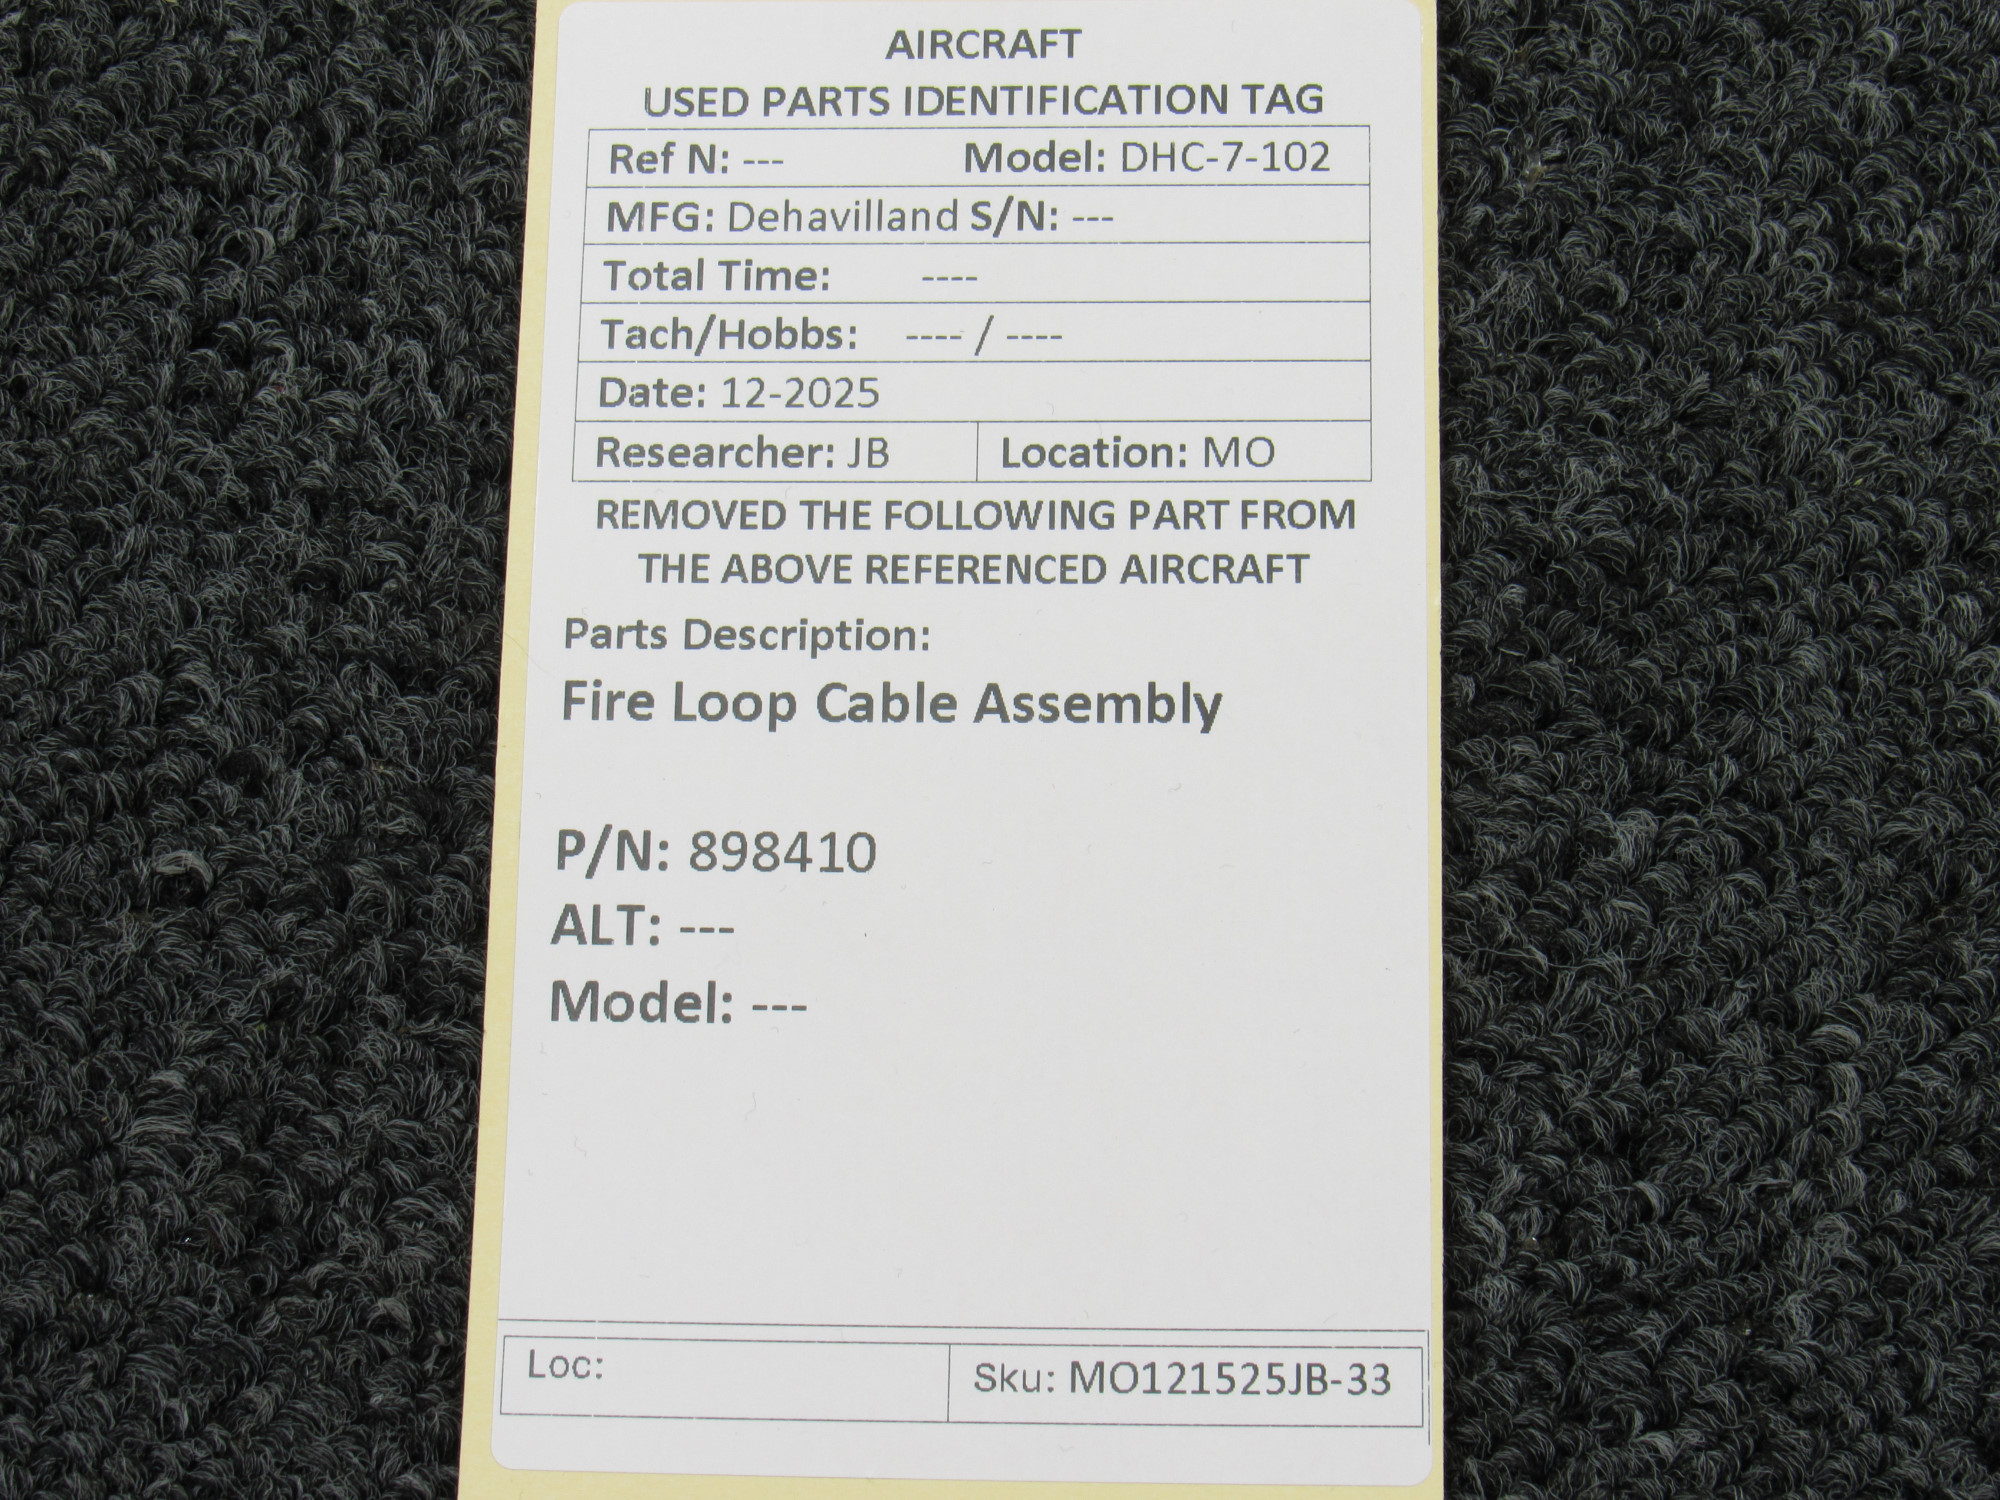 AIRCRAFT
USED PARTS IDENTIFICATION TAG
Ref N: --- Model: DHC-7-102
MFG: Dehavilland S/N: ---
Total Time: ----
Tach/Hobbs: ---- / ----
Date: 12-2025
Researcher: JB Location: MO
REMOVED THE FOLLOWING PART FROM
THE ABOVE REFERENCED AIRCRAFT
Parts Description:
Fire Loop Cable Assembly
P/N: 898410
ALT: ---
Model: ---
Loc: Sku: MO121525JB-33